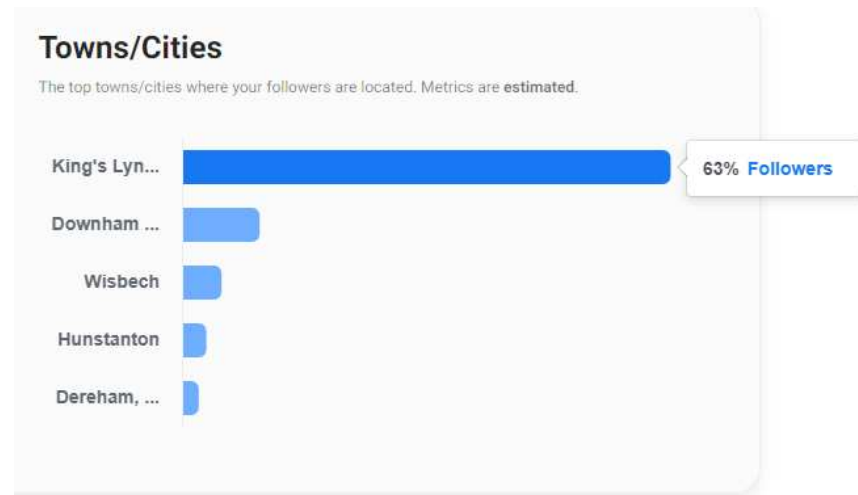 Towns/Cities
The top towns/cities where your followers are located. Metrics are estimated.
King's Lyn...
63% Followers
Downham ...
Wisbech
Hunstanton
Dereham, ...